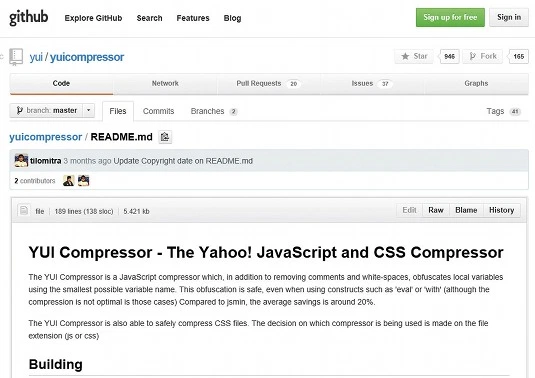 github Explore GitHub Search Features Blog Sign up for free Sign in
yui / yuicompressor Star 946 Fork 165
Code Network Pull Requests 20 Issues 37 Graphs
branch: master Files Commits Branches 2 Tags 41
yuicompressor / README.md
tilomitra 3 months ago Update Copyright date on README.md
2 contributors
file 189 lines (138 sloc) 5.421 kb Edit Raw Blame History
YUI Compressor - The Yahoo! JavaScript and CSS Compressor
The YUI Compressor is a JavaScript compressor which, in addition to removing comments and white-spaces, obfuscates local variables
using the smallest possible variable name. This obfuscation is safe, even when using constructs such as 'eval' or 'with' (although the
compression is not optimal is those cases) Compared to jsmin, the average savings is around 20%.
The YUI Compressor is also able to safely compress CSS files. The decision on which compressor is being used is made on the file
extension (js or css)
Building